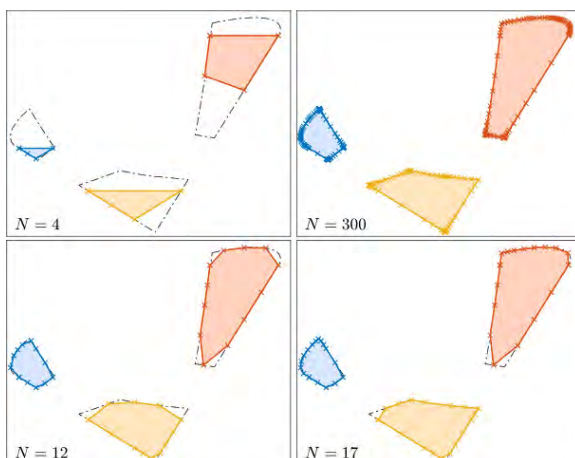 N = 4
N = 300
N = 12
N = 17